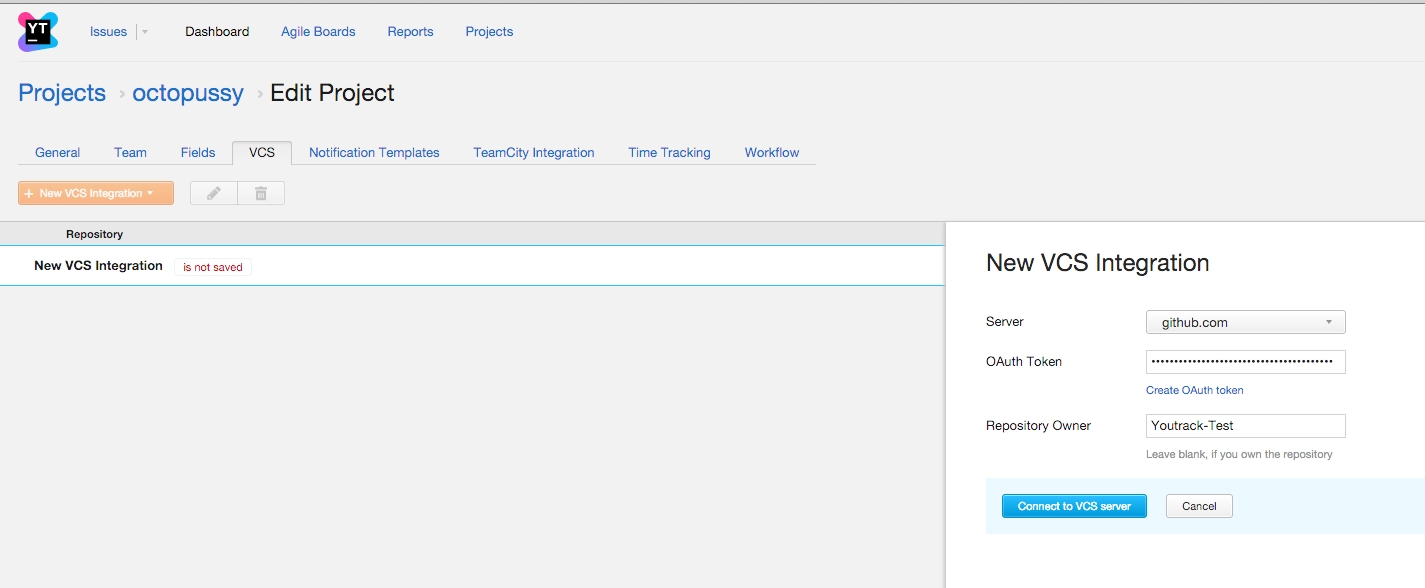 YT
Issues Dashboard Agile Boards Reports Projects
Projects › octopussy › Edit Project
General Team Fields VCS Notification Templates TeamCity Integration Time Tracking Workflow
+ New VCS Integration
Repository
New VCS Integration is not saved
New VCS Integration
Server github.com
OAuth Token ••••••••••••••••••••••••••••••••••••••••
Create OAuth token
Repository Owner Youtrack-Test
Leave blank, if you own the repository
Connect to VCS server Cancel